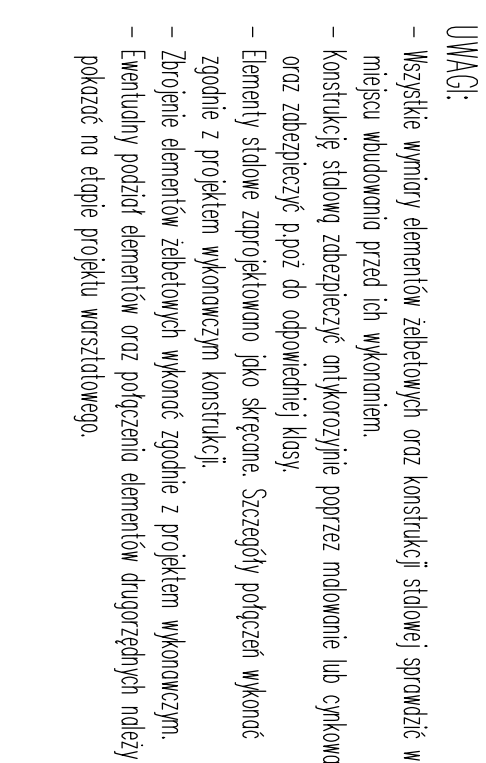 UWAGI:
- Wszystkie wymiary elementów żelbetowych oraz konstrukcji stalowej sprawdzić w
miejscu wbudowania przed ich wykonaniem.
- Konstrukcję stalową zabezpieczyć antykorozyjnie poprzez malowanie lub cynkowa
oraz zabezpieczyć p.poż do odpowiedniej klasy.
- Elementy stalowe zaprojektowano jako skręcane. Szczegóły połączeń wykonać
zgodnie z projektem wykonawczym konstrukcji.
- Zbrojenie elementów żelbetowych wykonać zgodnie z projektem wykonawczym.
- Ewentualny podział elementów oraz połączenia elementów drugorzędnych należy
pokazać na etapie projektu warsztatowego.